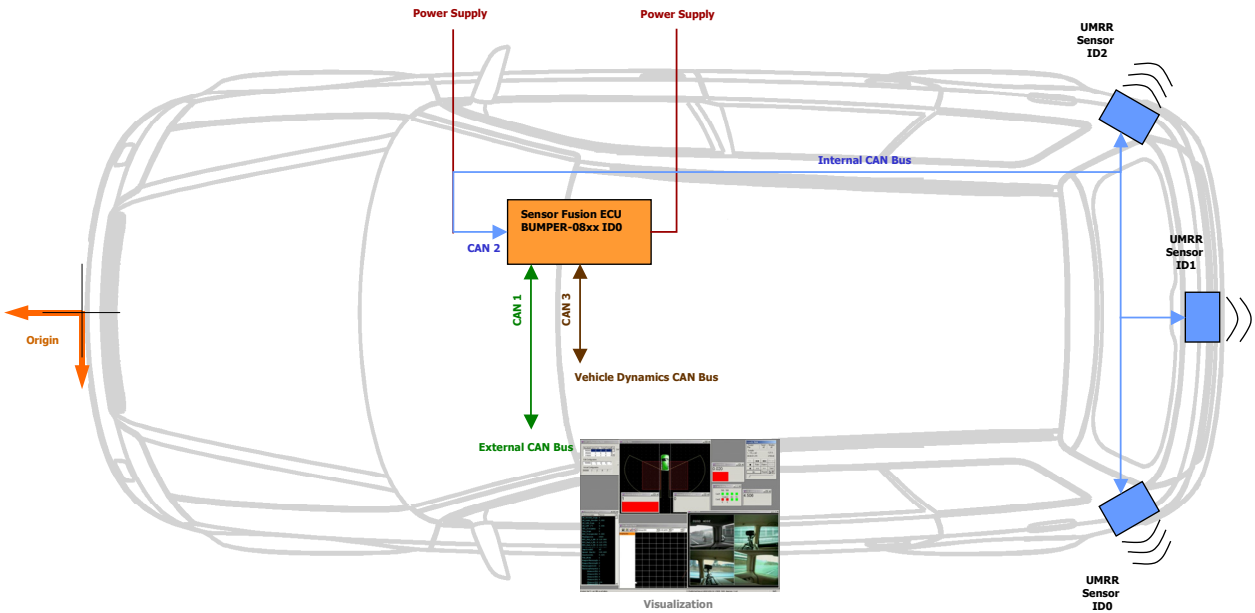 Power Supply
Power Supply
UMRR
Sensor
ID2
Internal CAN Bus
Sensor Fusion ECU
BUMPER-08xx ID0
CAN 2
UMRR
Sensor
ID1
CAN 1
CAN 3
Origin
Vehicle Dynamics CAN Bus
External CAN Bus
UMRR
Sensor
ID0
Visualization